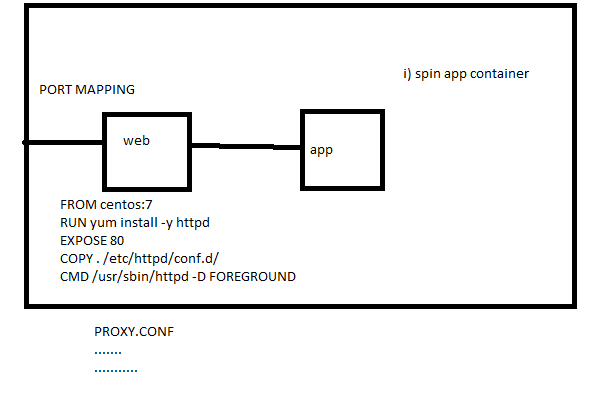 i) spin app container
PORT MAPPING
web
app
FROM centos:7
RUN yum install -y httpd
EXPOSE 80
COPY . /etc/httpd/conf.d/
CMD /usr/sbin/httpd -D FOREGROUND
PROXY.CONF
.......
...........